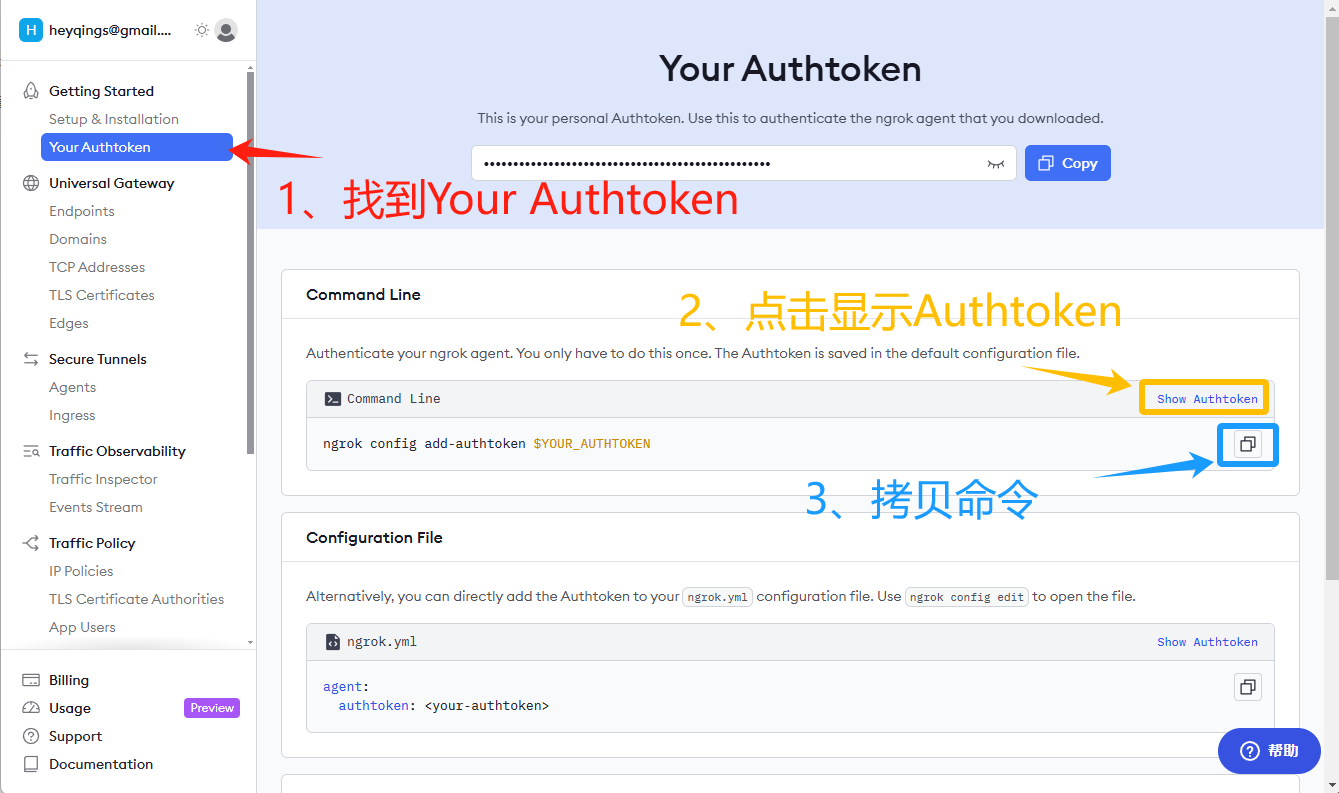 H heyqings@gmail....
Getting Started
Setup & Installation
Your Authtoken
Universal Gateway
Endpoints
Domains
TCP Addresses
TLS Certificates
Edges
Secure Tunnels
Agents
Ingress
Traffic Observability
Traffic Inspector
Events Stream
Traffic Policy
IP Policies
TLS Certificate Authorities
App Users
Billing
Usage Preview
Support
Documentation
Your Authtoken
This is your personal Authtoken. Use this to authenticate the ngrok agent that you downloaded.
Copy
1、找到Your Authtoken
Command Line
2、点击显示Authtoken
Authenticate your ngrok agent. You only have to do this once. The Authtoken is saved in the default configuration file.
Command Line Show Authtoken
ngrok config add-authtoken $YOUR_AUTHTOKEN
3、拷贝命令
Configuration File
Alternatively, you can directly add the Authtoken to your ngrok.yml configuration file. Use ngrok config edit to open the file.
ngrok.yml Show Authtoken
agent:
authtoken: <your-authtoken>
帮助